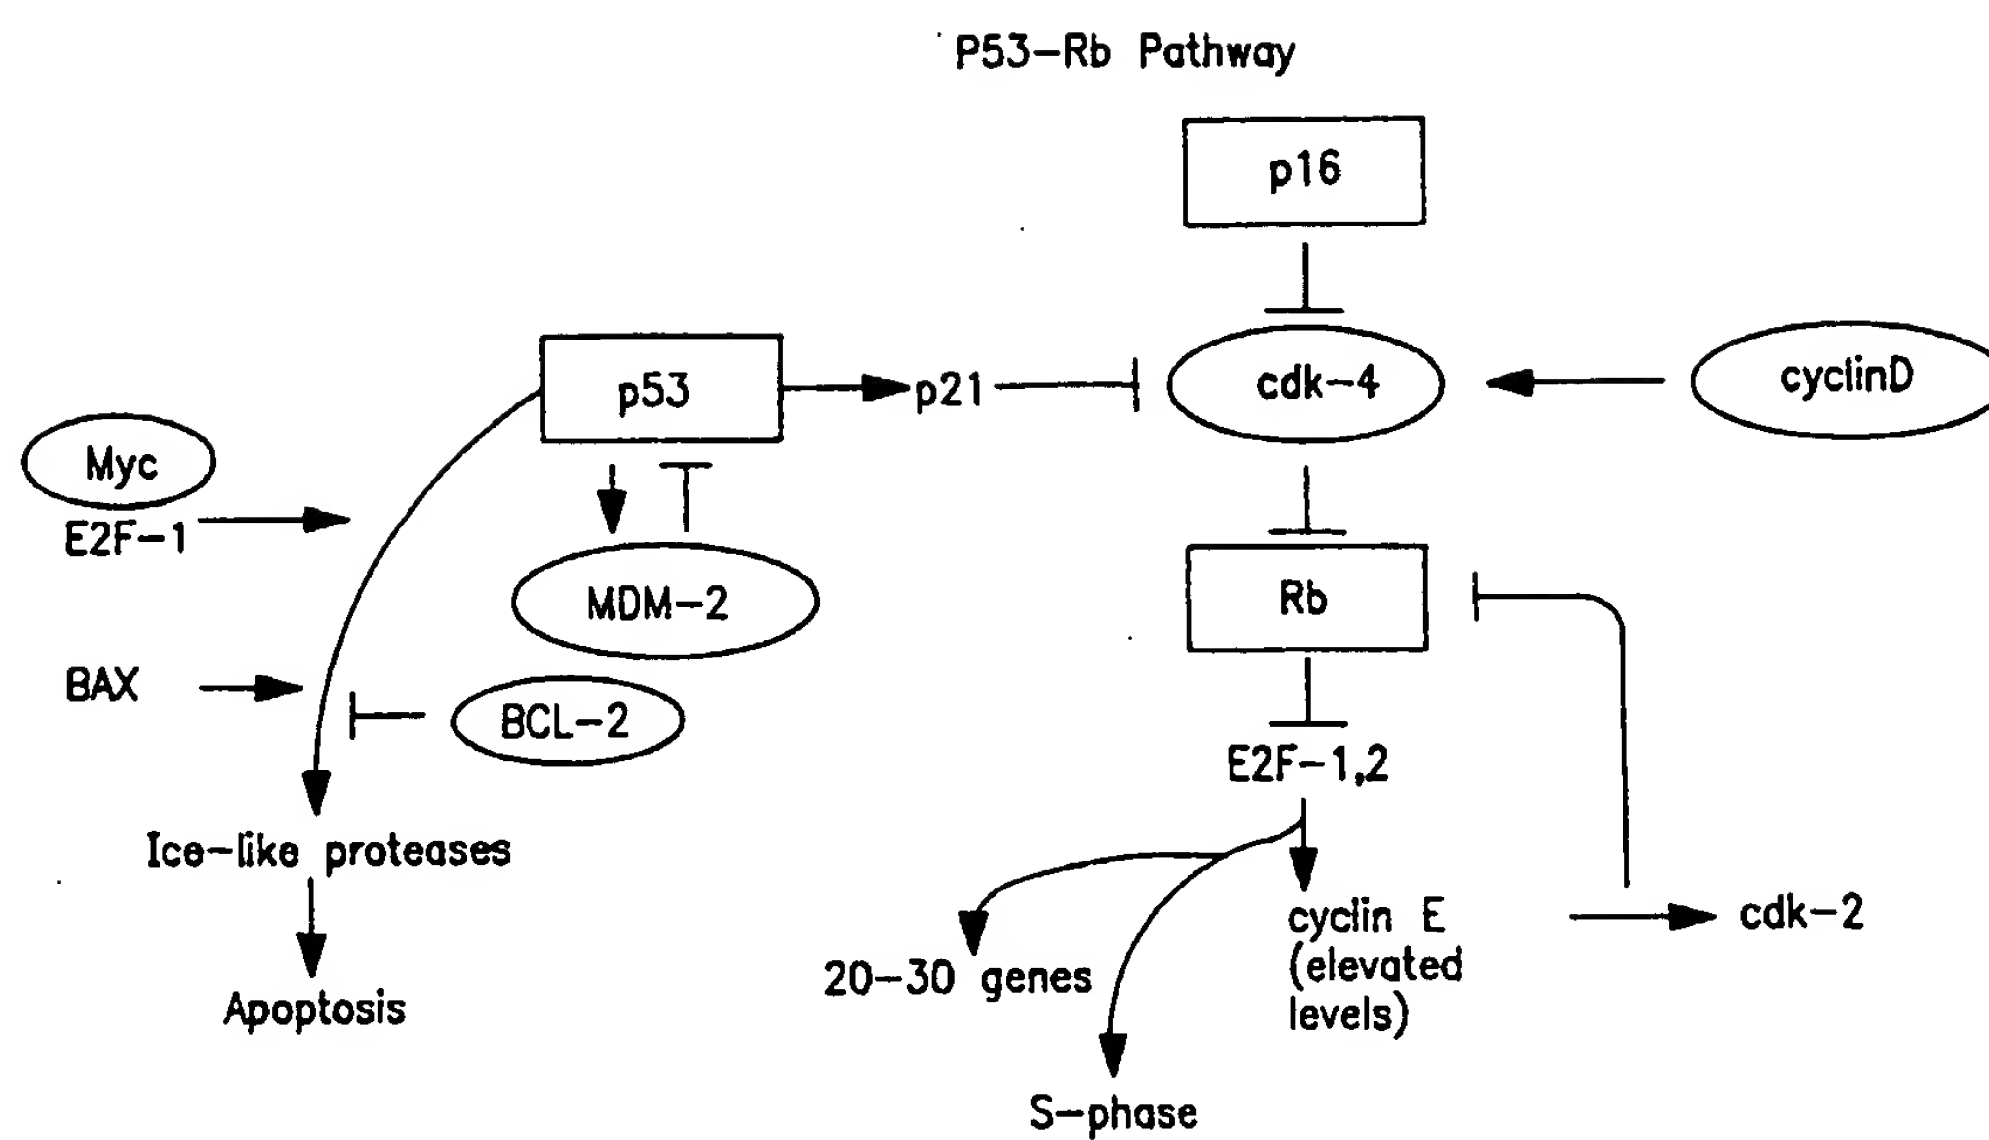 P53-Rb Pathway
p16
p53
p21
cdk-4
cyclinD
Myc
E2F-1
MDM-2
Rb
BAX
BCL-2
E2F-1,2
Ice-like proteases
20-30 genes
cyclin E
(elevated
levels)
cdk-2
Apoptosis
S-phase